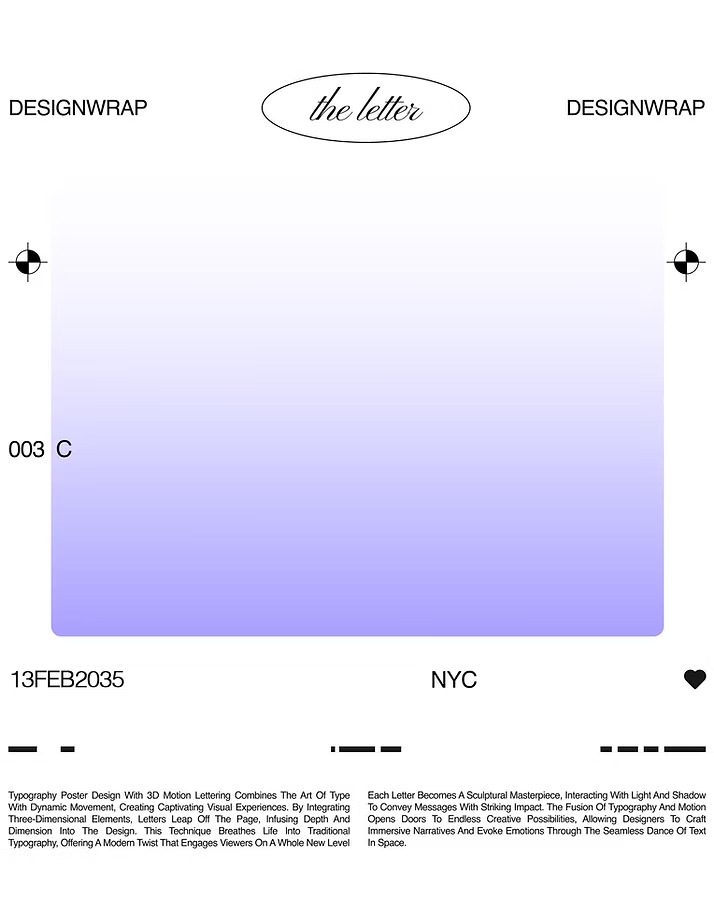 DESIGNWRAP the letter DESIGNWRAP
003 C
13FEB2035 NYC
Typography Poster Design With 3D Motion Lettering Combines The Art Of Type
With Dynamic Movement, Creating Captivating Visual Experiences. By Integrating
Three-Dimensional Elements, Letters Leap Off The Page, Infusing Depth And
Dimension Into The Design. This Technique Breathes Life Into Traditional
Typography, Offering A Modern Twist That Engages Viewers On A Whole New Level
Each Letter Becomes A Sculptural Masterpiece, Interacting With Light And Shadow
To Convey Messages With Striking Impact. The Fusion Of Typography And Motion
Opens Doors To Endless Creative Possibilities, Allowing Designers To Craft
Immersive Narratives And Evoke Emotions Through The Seamless Dance Of Text
In Space.